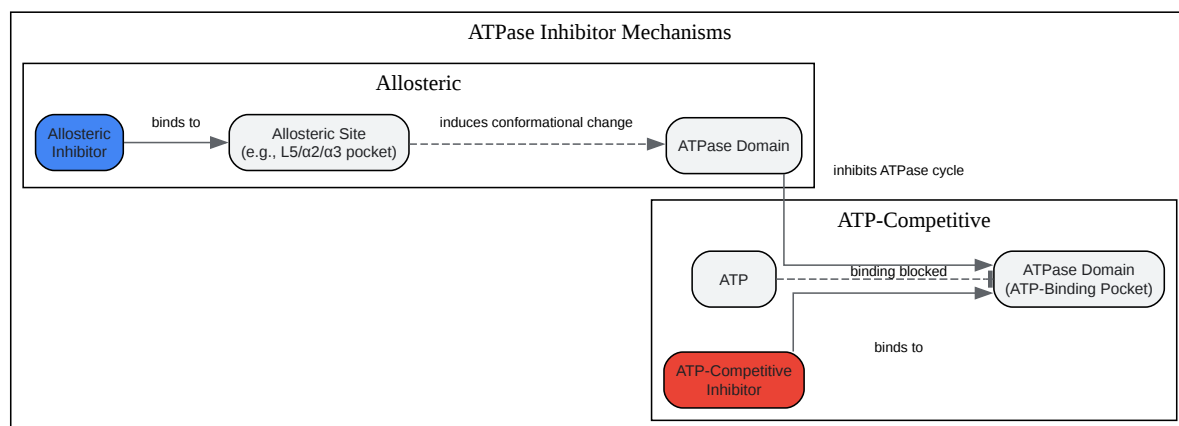 ATPase Inhibitor Mechanisms
Allosteric
Allosteric
Inhibitor
binds to
Allosteric Site
(e.g., L5/α2/α3 pocket)
induces conformational change
ATPase Domain
inhibits ATPase cycle
ATP-Competitive
ATP
binding blocked
ATPase Domain
(ATP-Binding Pocket)
binds to
ATP-Competitive
Inhibitor